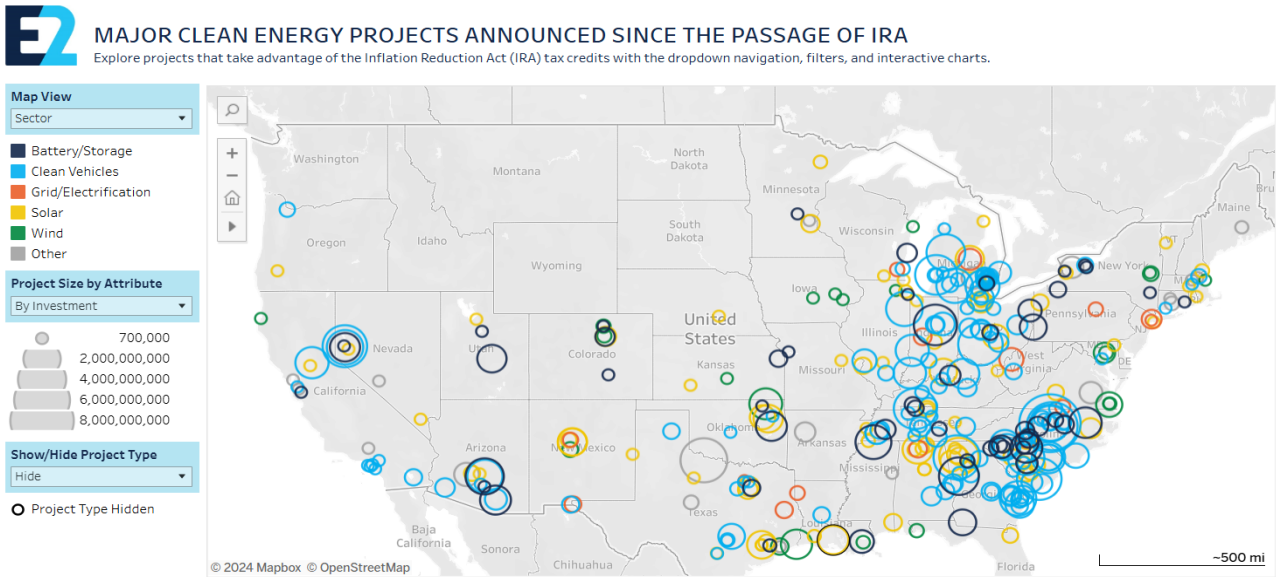 E2
MAJOR CLEAN ENERGY PROJECTS ANNOUNCED SINCE THE PASSAGE OF IRA
Explore projects that take advantage of the Inflation Reduction Act (IRA) tax credits with the dropdown navigation, filters, and interactive charts.
Map View
Sector
Battery/Storage
Clean Vehicles
Grid/Electrification
Solar
Wind
Other
Project Size by Attribute
By Investment
700,000
2,000,000,000
4,000,000,000
6,000,000,000
8,000,000,000
Show/Hide Project Type
Hide
Project Type Hidden
Washington
Montana
North
Dakota
Minnesota
Maine
Oregon
Idaho
South
Dakota
Wisconsin
VT
Wyoming
New York
Iowa
United
States
Illinois
Pennsylvania
NJ
Nevada
Utah
Colorado
Kansas
Missouri
West
Virginia
DE
California
Oklahoma
Arkansas
Arizona
New Mexico
Mississippi
Georgia
Texas
Louisiana
Baja
California
Sonora
Chihuahua
Florida
~500 mi
© 2024 Mapbox © OpenStreetMap